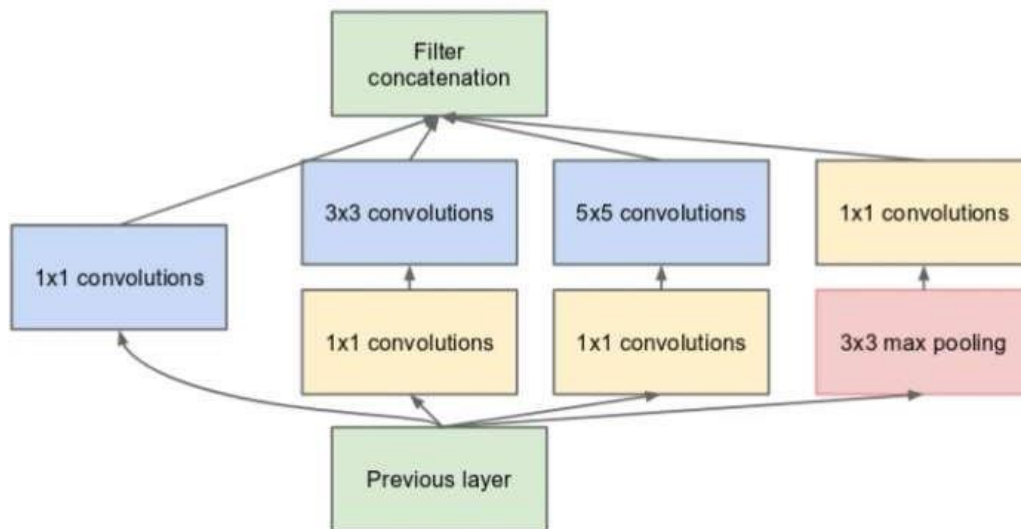 Filter
concatenation
3x3 convolutions
5x5 convolutions
1x1 convolutions
1x1 convolutions
1x1 convolutions
1x1 convolutions
3x3 max pooling
Previous layer